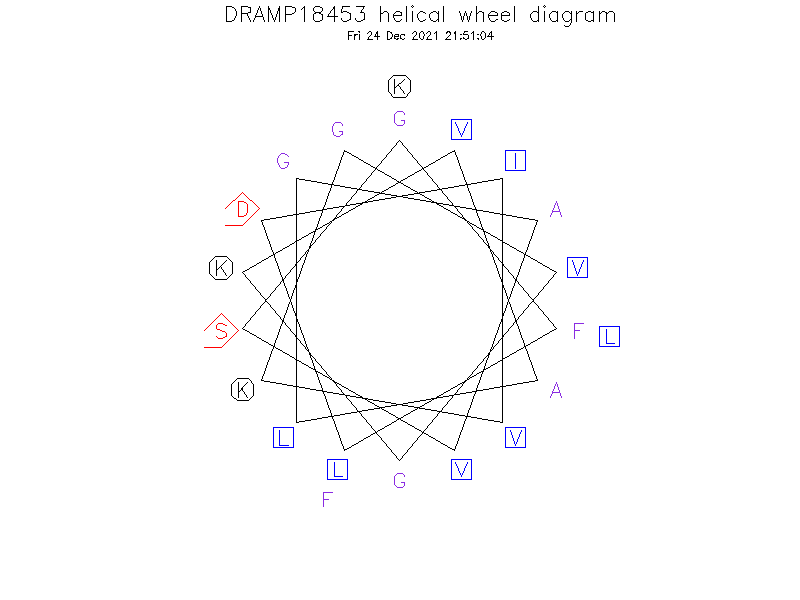 DRAMP18453 helical wheel diagram
Fri 24 Dec 2021 21:51:04
K
G
G V
G I
D A
K V
S F L
K A
L V
L G V
F